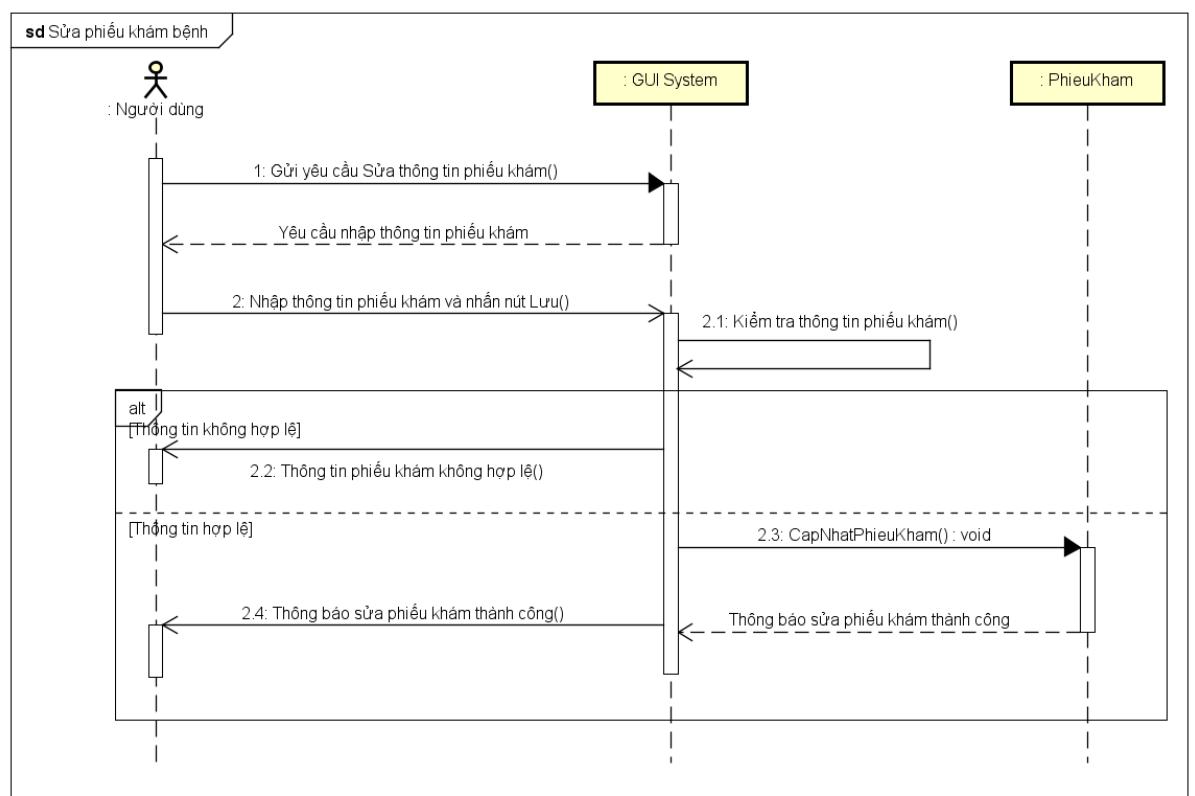 sd Sửa phiếu khám bệnh
: Người dùng
: GUI System
: PhieuKham
1: Gửi yêu cầu Sửa thông tin phiếu khám()
Yêu cầu nhập thông tin phiếu khám
2: Nhập thông tin phiếu khám và nhấn nút Lưu()
2.1: Kiểm tra thông tin phiếu khám()
alt
[Thông tin không hợp lệ]
2.2: Thông tin phiếu khám không hợp lệ()
[Thông tin hợp lệ]
2.3: CapNhatPhieuKham() : void
2.4: Thông báo sửa phiếu khám thành công()
Thông báo sửa phiếu khám thành công